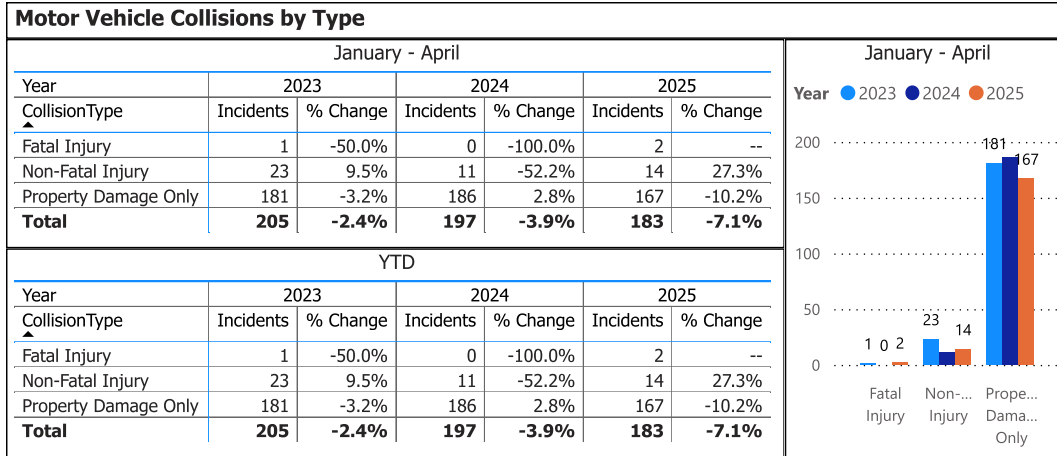 Motor Vehicle Collisions by Type
January - April
Year 2023 2024 2025
CollisionType Incidents % Change Incidents % Change Incidents % Change
Fatal Injury 1 -50.0% 0 -100.0% 2 --
Non-Fatal Injury 23 9.5% 11 -52.2% 14 27.3%
Property Damage Only 181 -3.2% 186 2.8% 167 -10.2%
Total 205 -2.4% 197 -3.9% 183 -7.1%
YTD
Year 2023 2024 2025
CollisionType Incidents % Change Incidents % Change Incidents % Change
Fatal Injury 1 -50.0% 0 -100.0% 2 --
Non-Fatal Injury 23 9.5% 11 -52.2% 14 27.3%
Property Damage Only 181 -3.2% 186 2.8% 167 -10.2%
Total 205 -2.4% 197 -3.9% 183 -7.1%
January - April
Year 2023 2024 2025
200
150
100
50
0
1 0 2
23 14
181 167
Fatal
Injury
Non-...
Injury
Prope...
Dama...
Only